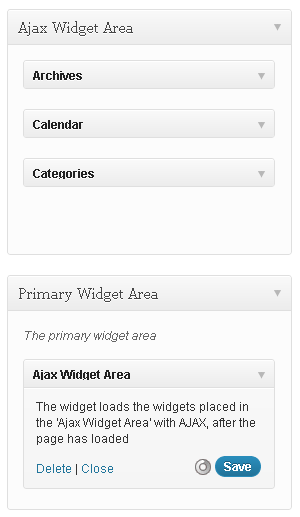 Ajax Widget Area
Archives
Calendar
Categories
Primary Widget Area
The primary widget area
Ajax Widget Area
The widget loads the widgets placed in
the 'Ajax Widget Area' with AJAX, after the
page has loaded
Delete | Close
Save